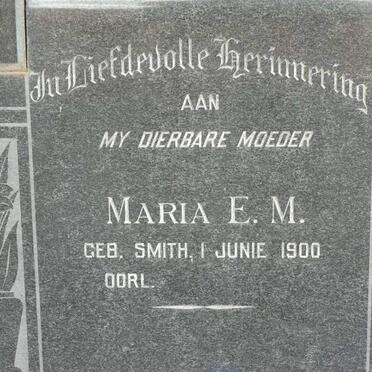 In Liefdevolle Herinnering
AAN
MY DIERBARE MOEDER
MARIA E. M.
GEB. SMITH, 1 JUNIE 1900
OORL.